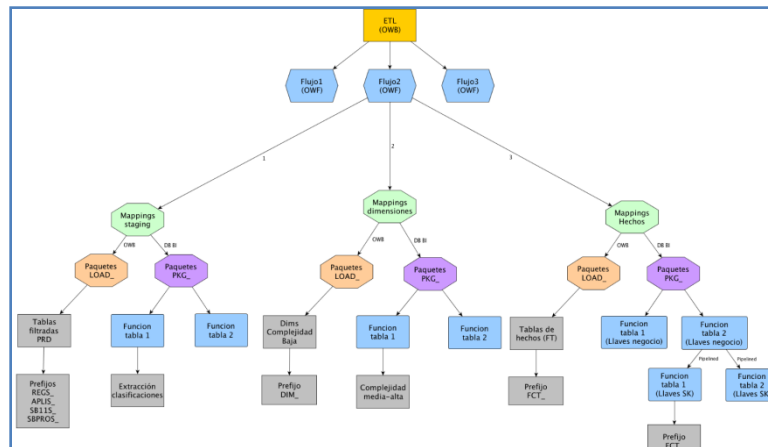 ETL
(OWB)
Flujo1
(OWF)
Flujo2
(OWF)
Flujo3
(OWF)
1
2
3
Mappings
staging
Mappings
dimensiones
Mappings
Hechos
OWB
DB BI
OWB
DB BI
OWB
DB BI
Paquetes
LOAD_
Paquetes
PKG_
Paquetes
LOAD_
Paquetes
PKG_
Paquetes
LOAD_
Paquetes
PKG_
Tablas
filtradas
PRD
Funcion
tabla 1
Funcion
tabla 2
Dims
Complejidad
Baja
Funcion
tabla 1
Funcion
tabla 2
Tablas de
hechos (FT)
Funcion tabla 1
(Llaves negocio)
Funcion tabla 2
(Llaves negocio)
Pipelined
Pipelined
Prefijos
REGS_
APLIS_
SB11S_
SBPROS_
Extracción
clasificaciones
Prefijo
DIM_
Complejidad
media-alta
Prefijo
FCT_
Funcion
tabla 1
(Llaves SK)
Funcion
tabla 2
(Llaves SK)
Prefijo
FCT_